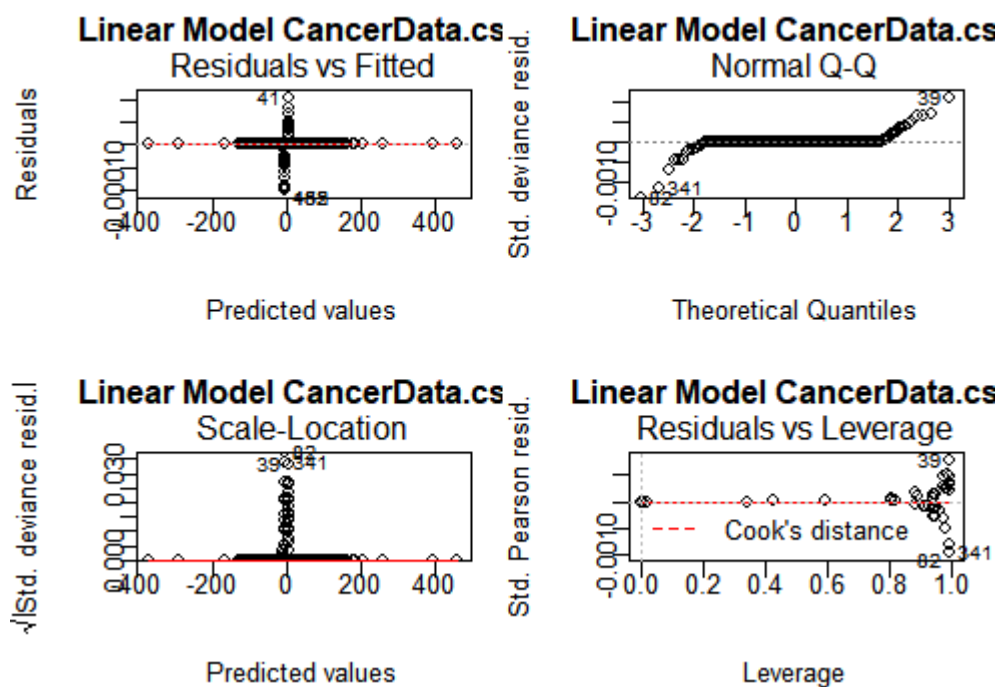 Linear Model CancerData.cs
Residuals vs Fitted
Residuals
-0.00010
41
-400 -200 0 200 400
Predicted values
Linear Model CancerData.cs
Normal Q-Q
Std. deviance resid.
-0.0010
39
341
82
-3 -2 -1 0 1 2 3
Theoretical Quantiles
Linear Model CancerData.cs
Scale-Location
√|Std. deviance resid.|
0.000 0.030
82
39 341
-400 -200 0 200 400
Predicted values
Linear Model CancerData.cs
Residuals vs Leverage
Std. Pearson resid.
-0.0010
39
Cook's distance
82 341
0.0 0.2 0.4 0.6 0.8 1.0
Leverage